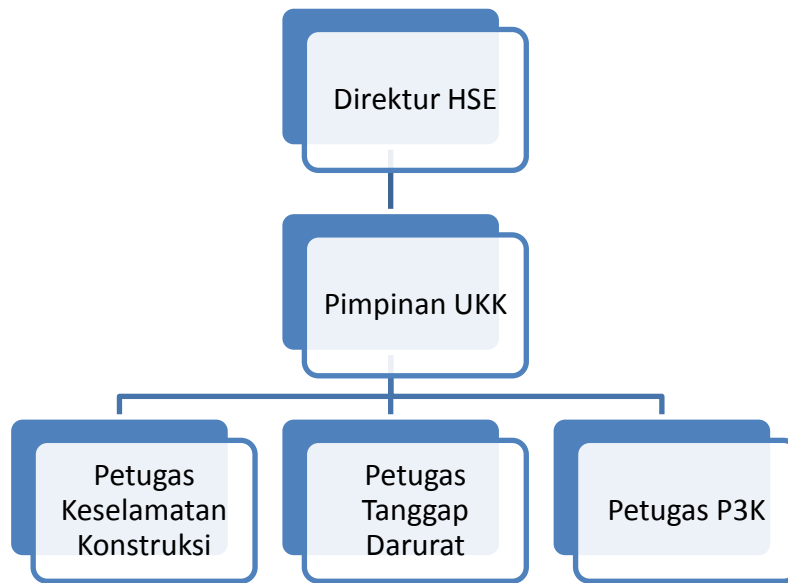 Direktur HSE
Pimpinan UKK
Petugas
Keselamatan
Konstruksi
Petugas
Tanggap
Darurat
Petugas P3K